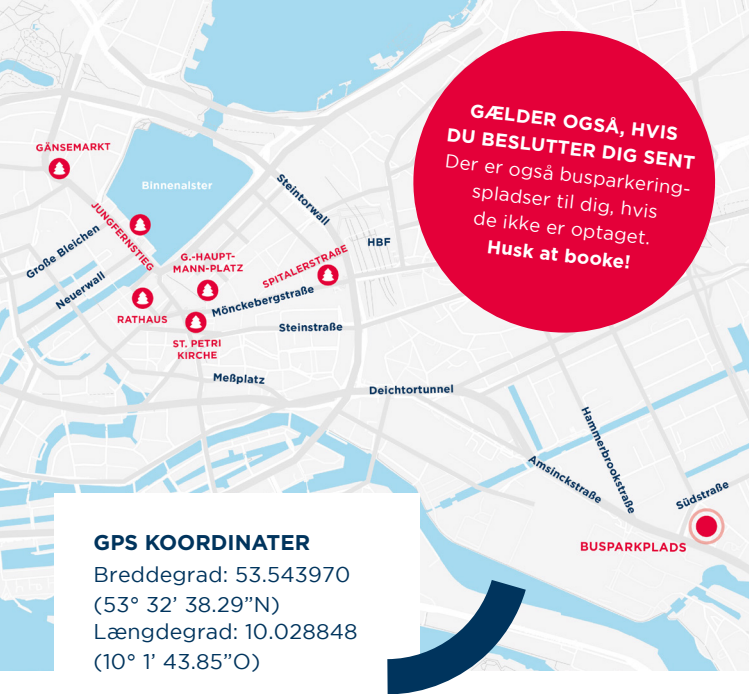 GÆLDER OGSÅ, HVIS
DU BESLUTTER DIG SENT
Der er også busparkering-
spladser til dig, hvis
de ikke er optaget.
Husk at booke!
GÄNSEMARKT
Binnenalster
Steintorwall
JUNGFERNSTIEG
Große Bleichen
HBF
G.-HAUPT-
MANN-PLATZ
SPITALERSTRAßE
Neuerwall
Mönckebergstraße
RATHAUS
Steinstraße
ST. PETRI
KIRCHE
Meßplatz
Deichtortunnel
Hammerbrookstraße
Amsinckstraße
Südstraße
BUSPARKPLADS
GPS KOORDINATER
Breddegrad: 53.543970
(53° 32’ 38.29”N)
Længdegrad: 10.028848
(10° 1’ 43.85”O)